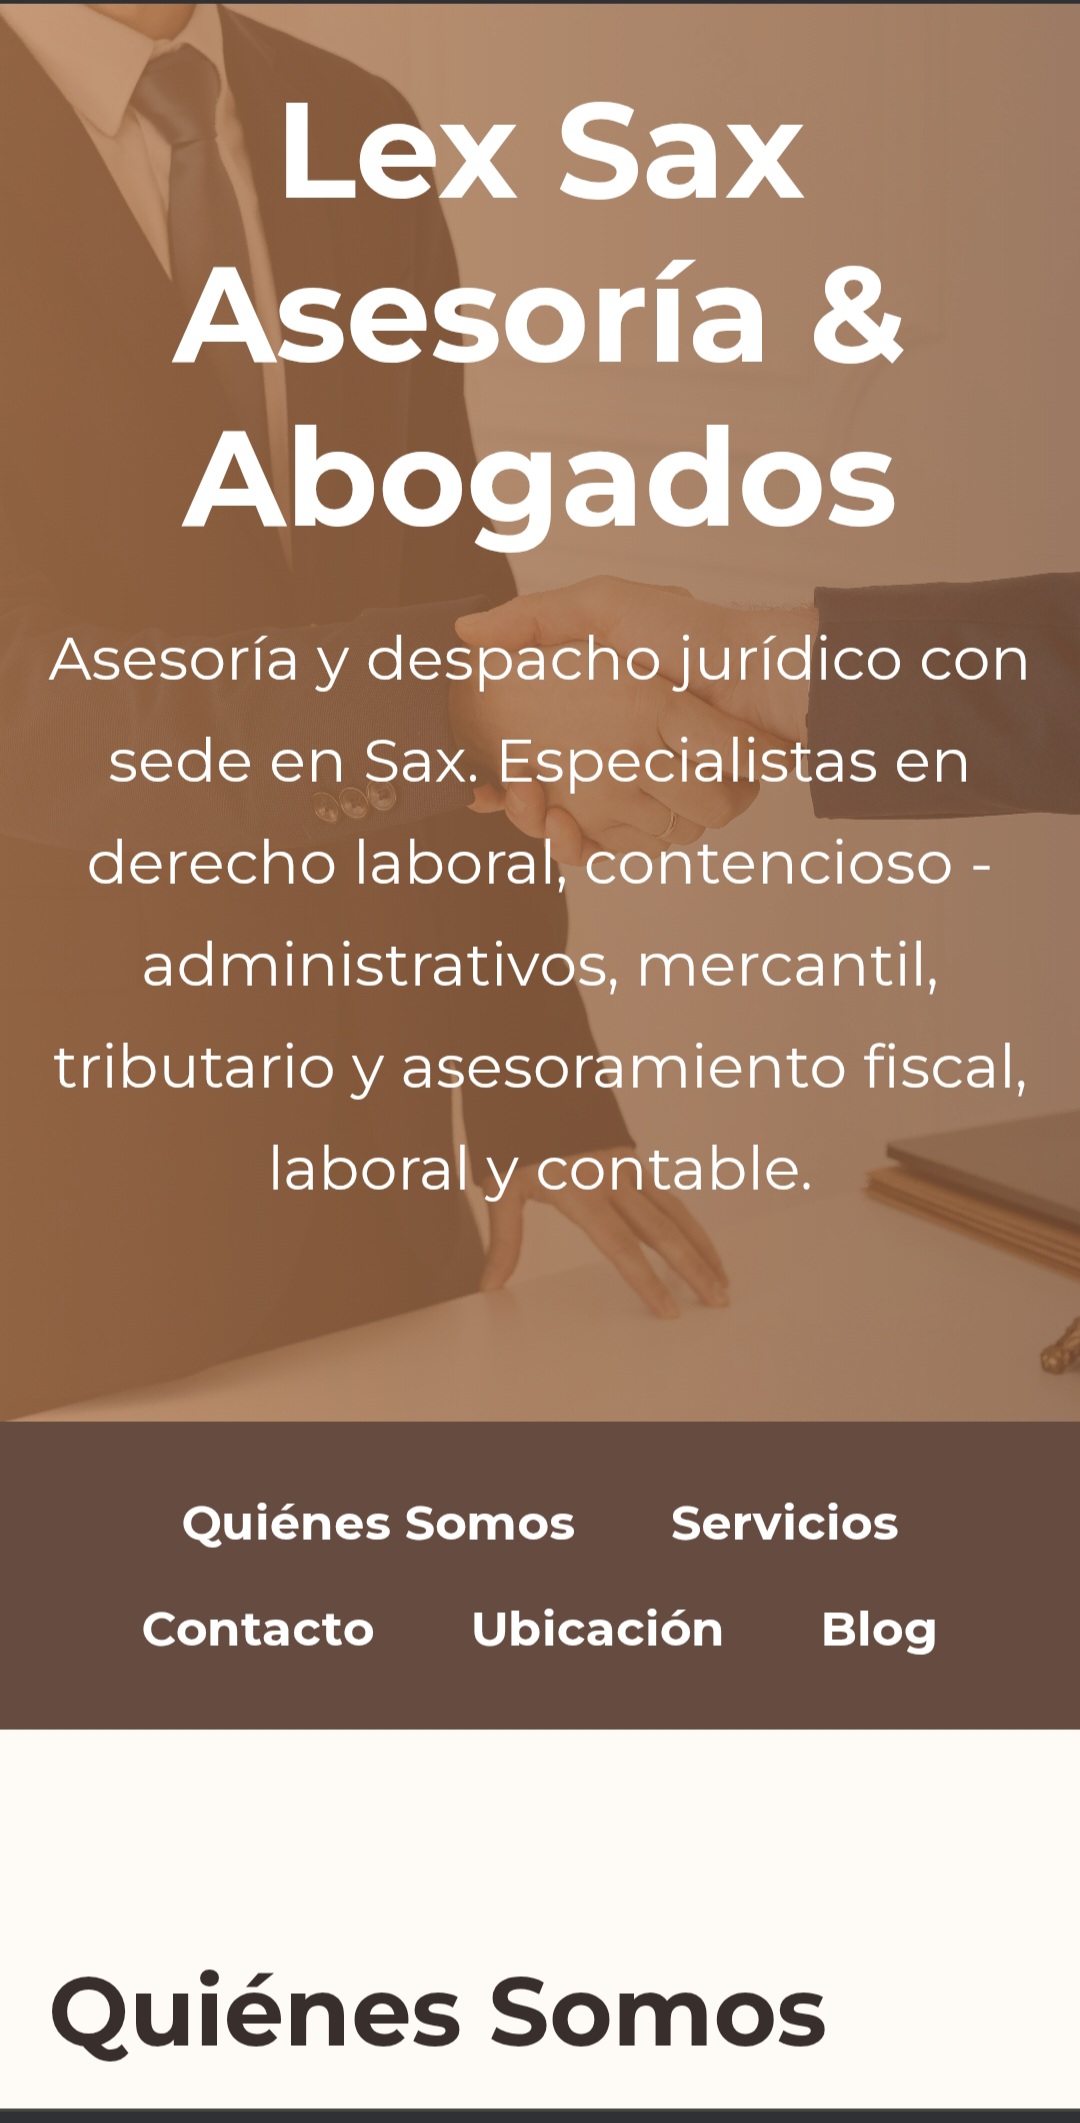 Lex Sax
Asesoría &
Abogados
Asesoría y despacho jurídico con
sede en Sax. Especialistas en
derecho laboral, contencioso -
administrativos, mercantil,
tributario y asesoramiento fiscal,
laboral y contable.
Quiénes Somos Servicios
Contacto Ubicación Blog
Quiénes Somos